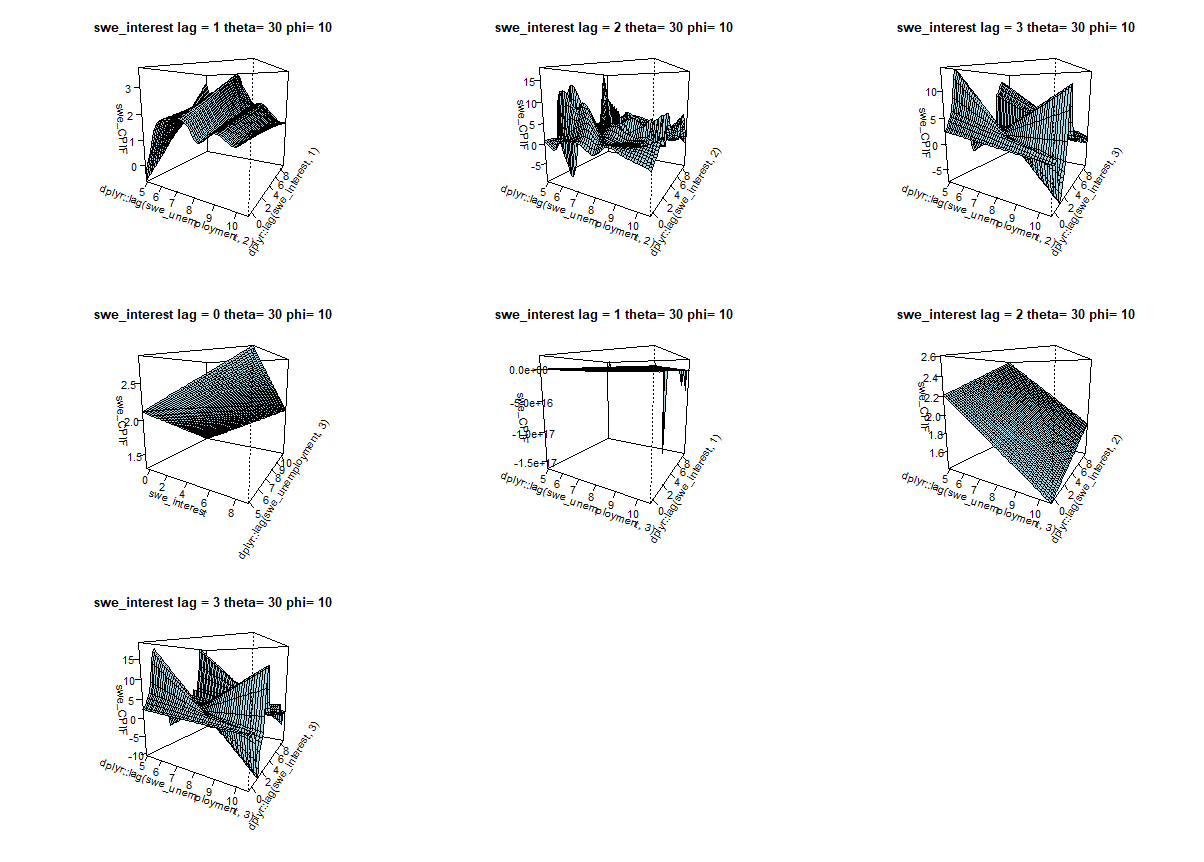 swe_interest lag = 1 theta= 30 phi= 10
swe_CPIF
0
1
2
3
dplyr::lag(swe_unemployment, 2)
5 6 7 8 9 10
dplyr::lag(swe_interest, 1)
0 2 4 6 8
swe_interest lag = 2 theta= 30 phi= 10
swe_CPIF
-5
0
5
10
15
dplyr::lag(swe_unemployment, 2)
5 6 7 8 9 10
dplyr::lag(swe_interest, 2)
0 2 4 6 8
swe_interest lag = 3 theta= 30 phi= 10
swe_CPIF
-5
0
5
10
dplyr::lag(swe_unemployment, 2)
5 6 7 8 9 10
dplyr::lag(swe_interest, 3)
0 2 4 6 8
swe_interest lag = 0 theta= 30 phi= 10
swe_CPIF
1.5
2.0
2.5
swe_interest
0 2 4 6 8
dplyr::lag(swe_unemployment, 3)
5 6 7 8 9 10
swe_interest lag = 1 theta= 30 phi= 10
swe_CPIF
-1.5e+17
-1.0e+17
-5.0e+16
0.0e+00
dplyr::lag(swe_unemployment, 3)
5 6 7 8 9 10
dplyr::lag(swe_interest, 1)
0 2 4 6 8
swe_interest lag = 2 theta= 30 phi= 10
swe_CPIF
1.6
1.8
2.0
2.2
2.4
2.6
dplyr::lag(swe_unemployment, 3)
5 6 7 8 9 10
dplyr::lag(swe_interest, 2)
0 2 4 6 8
swe_interest lag = 3 theta= 30 phi= 10
swe_CPIF
-10
-5
0
5
10
15
dplyr::lag(swe_unemployment, 3)
5 6 7 8 9 10
dplyr::lag(swe_interest, 3)
0 2 4 6 8